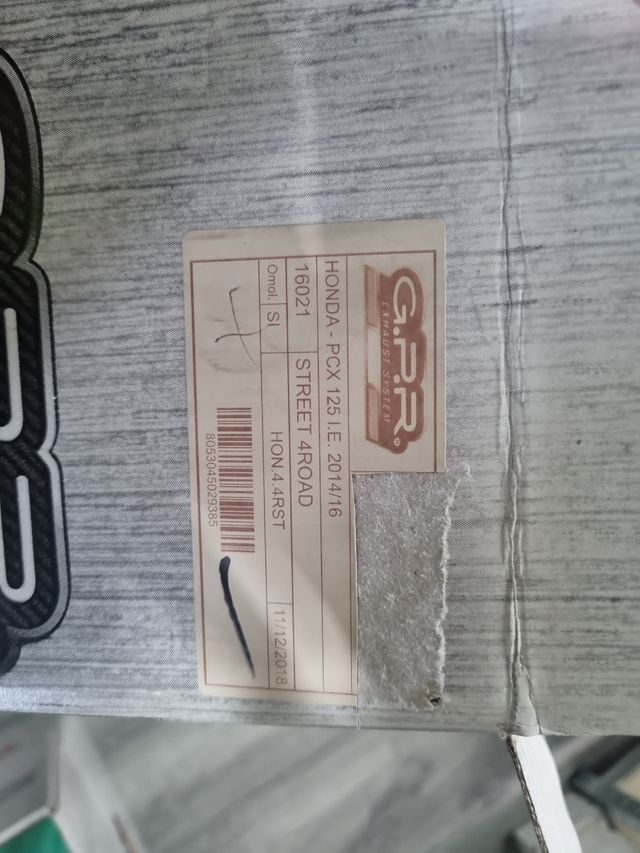 G.P.R.®
EXHAUST SYSTEM
HONDA - PCX 125 I.E. 2014/16
16021 STREET 4ROAD
Omol. SI HON.4.4RST 11/12/2018
8053045029385